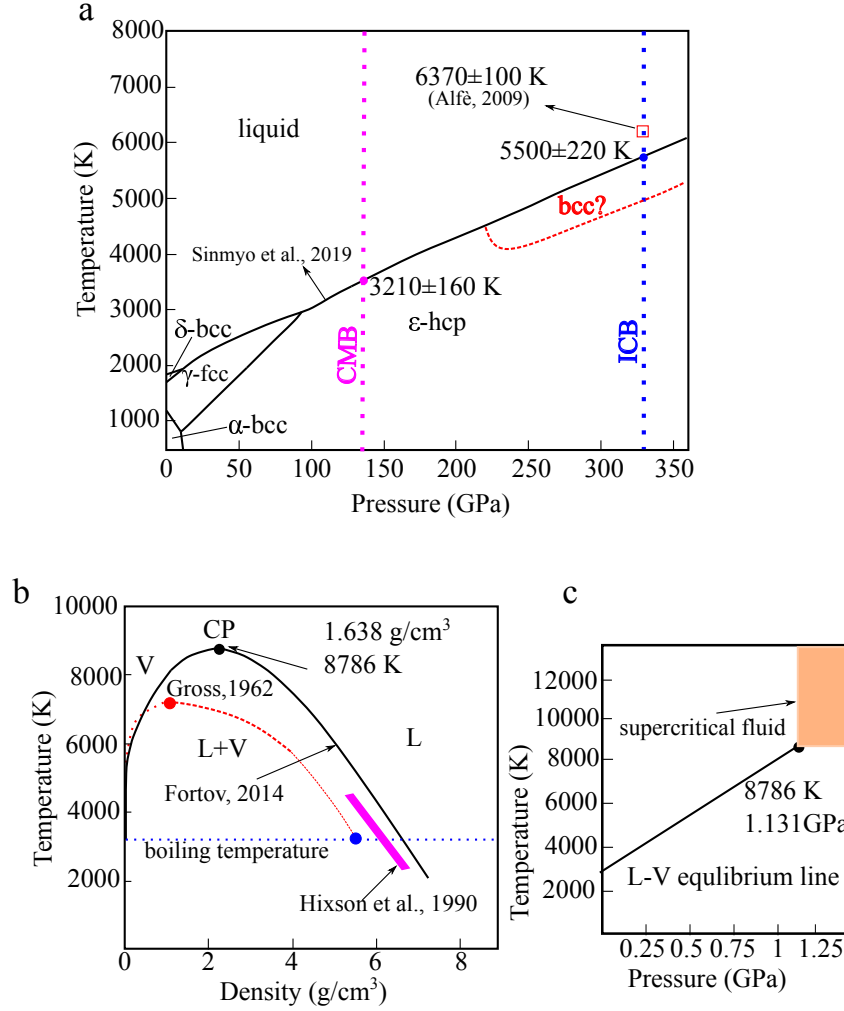 a
8000
7000
6000
5000
4000
3000
2000
1000
Temperature (K)
6370±100 K
(Alfè, 2009)
liquid
5500±220 K
bcc?
Sinmyo et al., 2019
3210±160 K
ε-hcp
δ-bcc
γ-fcc
α-bcc
CMB
ICB
0 50 100 150 200 250 300 350
Pressure (GPa)
b
10000
8000
6000
4000
2000
0
Temperature (K)
CP
1.638 g/cm³
8786 K
V
Gross,1962
L+V
L
Fortov, 2014
boiling temperature
Hixson et al., 1990
0 2 4 6 8
Density (g/cm³)
c
12000
10000
8000
6000
4000
2000
Temperature (K)
supercritical fluid
8786 K
1.131GPa
L-V equlibrium line
0.25 0.5 0.75 1 1.25
Pressure (GPa)